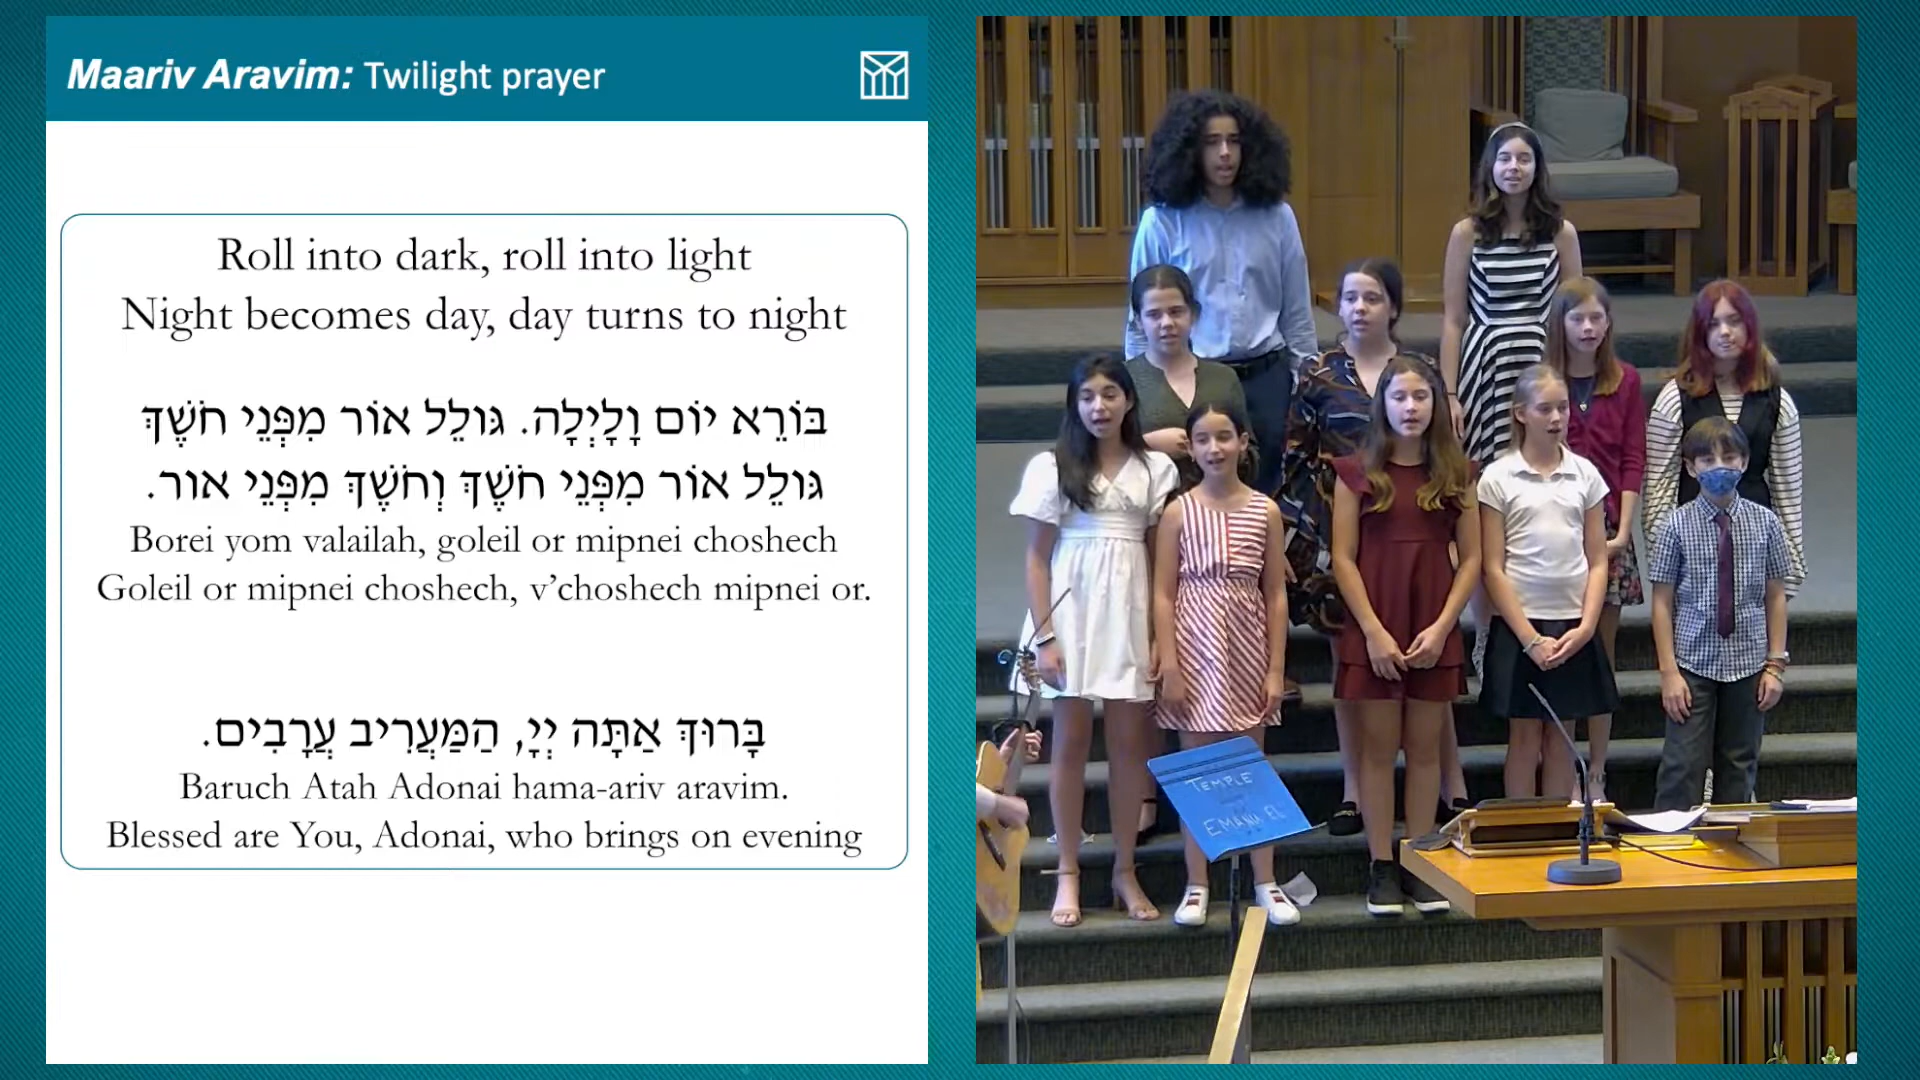 Maariv Aravim: Twilight prayer
Roll into dark, roll into light
Night becomes day, day turns to night
בּוֹרֵא יוֹם וָלָיְלָה. גּוֹלֵל אוֹר מִפְּנֵי חֹשֶׁךְ
גּוֹלֵל אוֹר מִפְּנֵי חֹשֶׁךְ וְחֹשֶׁךְ מִפְּנֵי אור.
Borei yom valailah, goleil or mipnei choshech
Goleil or mipnei choshech, v’choshech mipnei or.
בָּרוּךְ אַתָּה יְיָ, הַמַּעֲרִיב עֲרָבִים.
Baruch Atah Adonai hama-ariv aravim.
Blessed are You, Adonai, who brings on evening
TEMPLE
EMANU EL